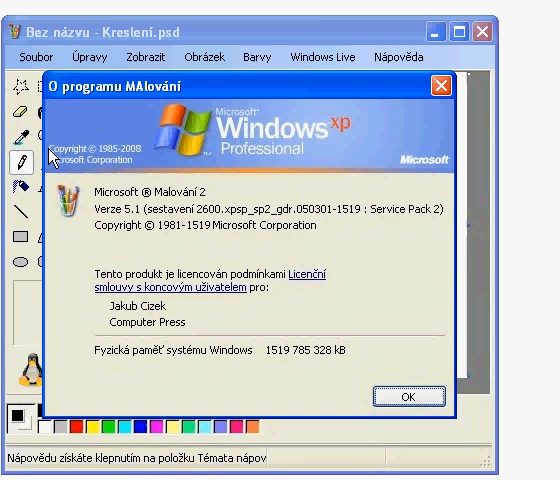 Bez názvu - Kreslení.psd
Soubor Úpravy Zobrazit Obrázek Barvy Windows Live Nápověda
O programu MAlování
Microsoft®
Windows xp
Professional
Copyright © 1985-2008
Microsoft Corporation
Microsoft
Microsoft ® Malování 2
Verze 5.1 (sestavení 2600.xpsp_sp2_gdr.050301-1519 : Service Pack 2)
Copyright © 1981-1519 Microsoft Corporation
Tento produkt je licencován podmínkami Licenční
smlouvy s koncovým uživatelem pro:
Jakub Cizek
Computer Press
Fyzická paměť systému Windows 1519 785 328 kB
OK
Nápovědu získáte klepnutím na položku Témata nápov